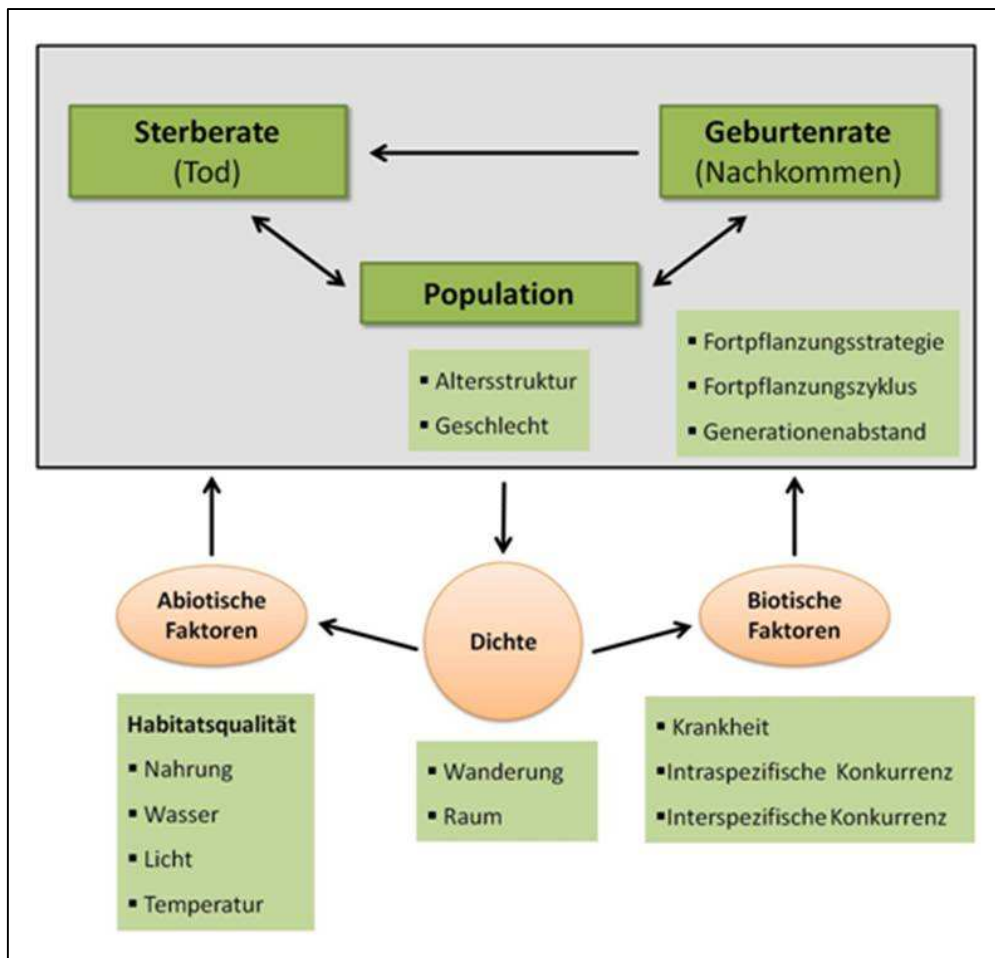 Sterberate
(Tod)
Geburtenrate
(Nachkommen)
Population
▪ Altersstruktur
▪ Geschlecht
▪ Fortpflanzungsstrategie
▪ Fortpflanzungszyklus
▪ Generationenabstand
Abiotische
Faktoren
Dichte
Biotische
Faktoren
Habitatsqualität
▪ Nahrung
▪ Wasser
▪ Licht
▪ Temperatur
▪ Wanderung
▪ Raum
▪ Krankheit
▪Intraspezifische Konkurrenz
▪Interspezifische Konkurrenz